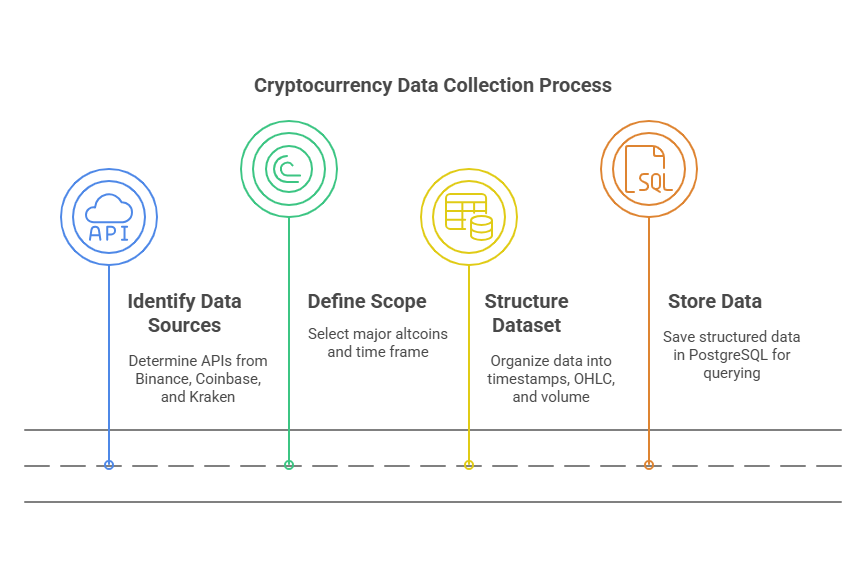 Cryptocurrency Data Collection Process
API
SQL
Identify Data
Sources
Determine APIs from
Binance, Coinbase,
and Kraken
Define Scope
Select major altcoins
and time frame
Structure
Dataset
Organize data into
timestamps, OHLC,
and volume
Store Data
Save structured data
in PostgreSQL for
querying